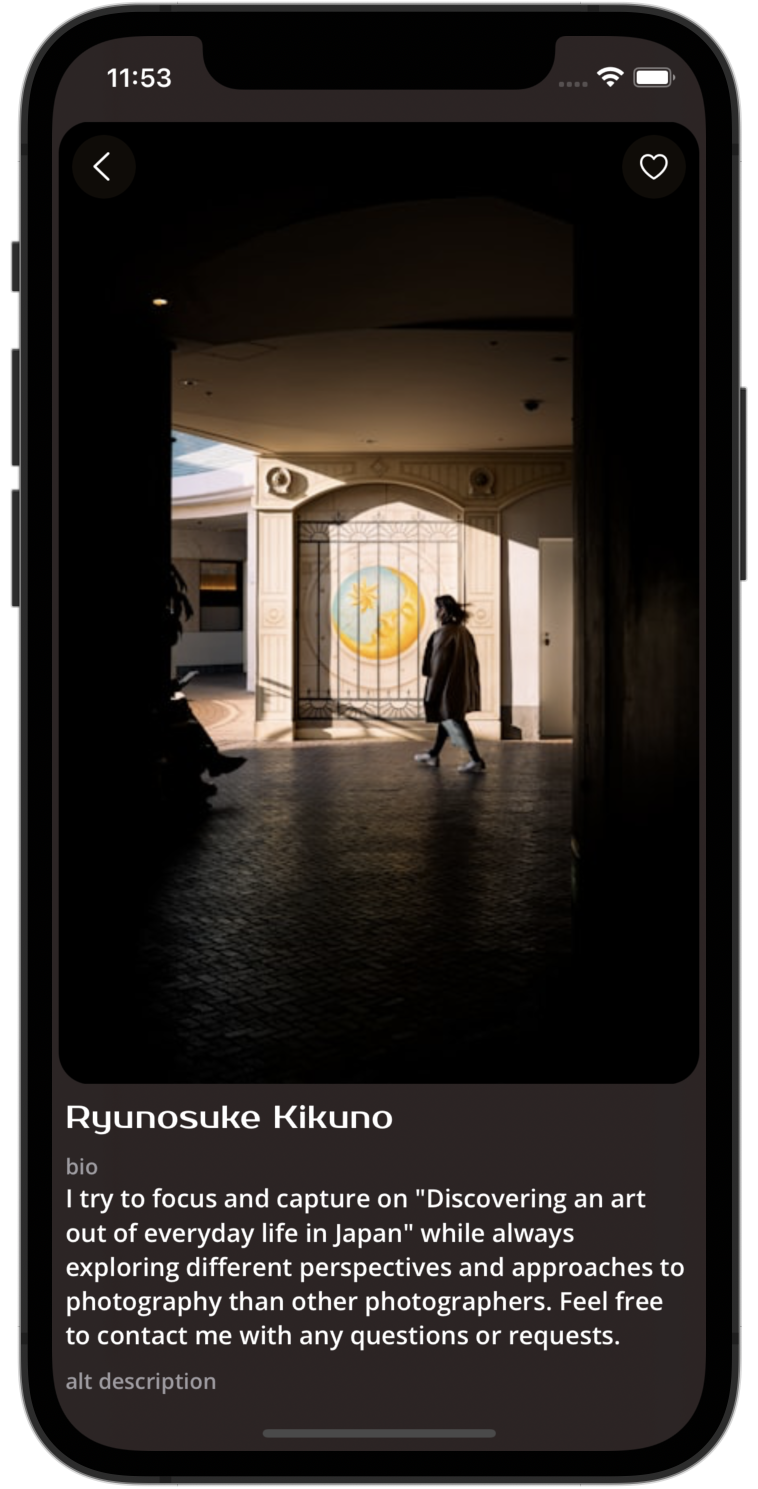 11:53
Ryunosuke Kikuno
bio
I try to focus and capture on "Discovering an art
out of everyday life in Japan" while always
exploring different perspectives and approaches to
photography than other photographers. Feel free
to contact me with any questions or requests.
alt description